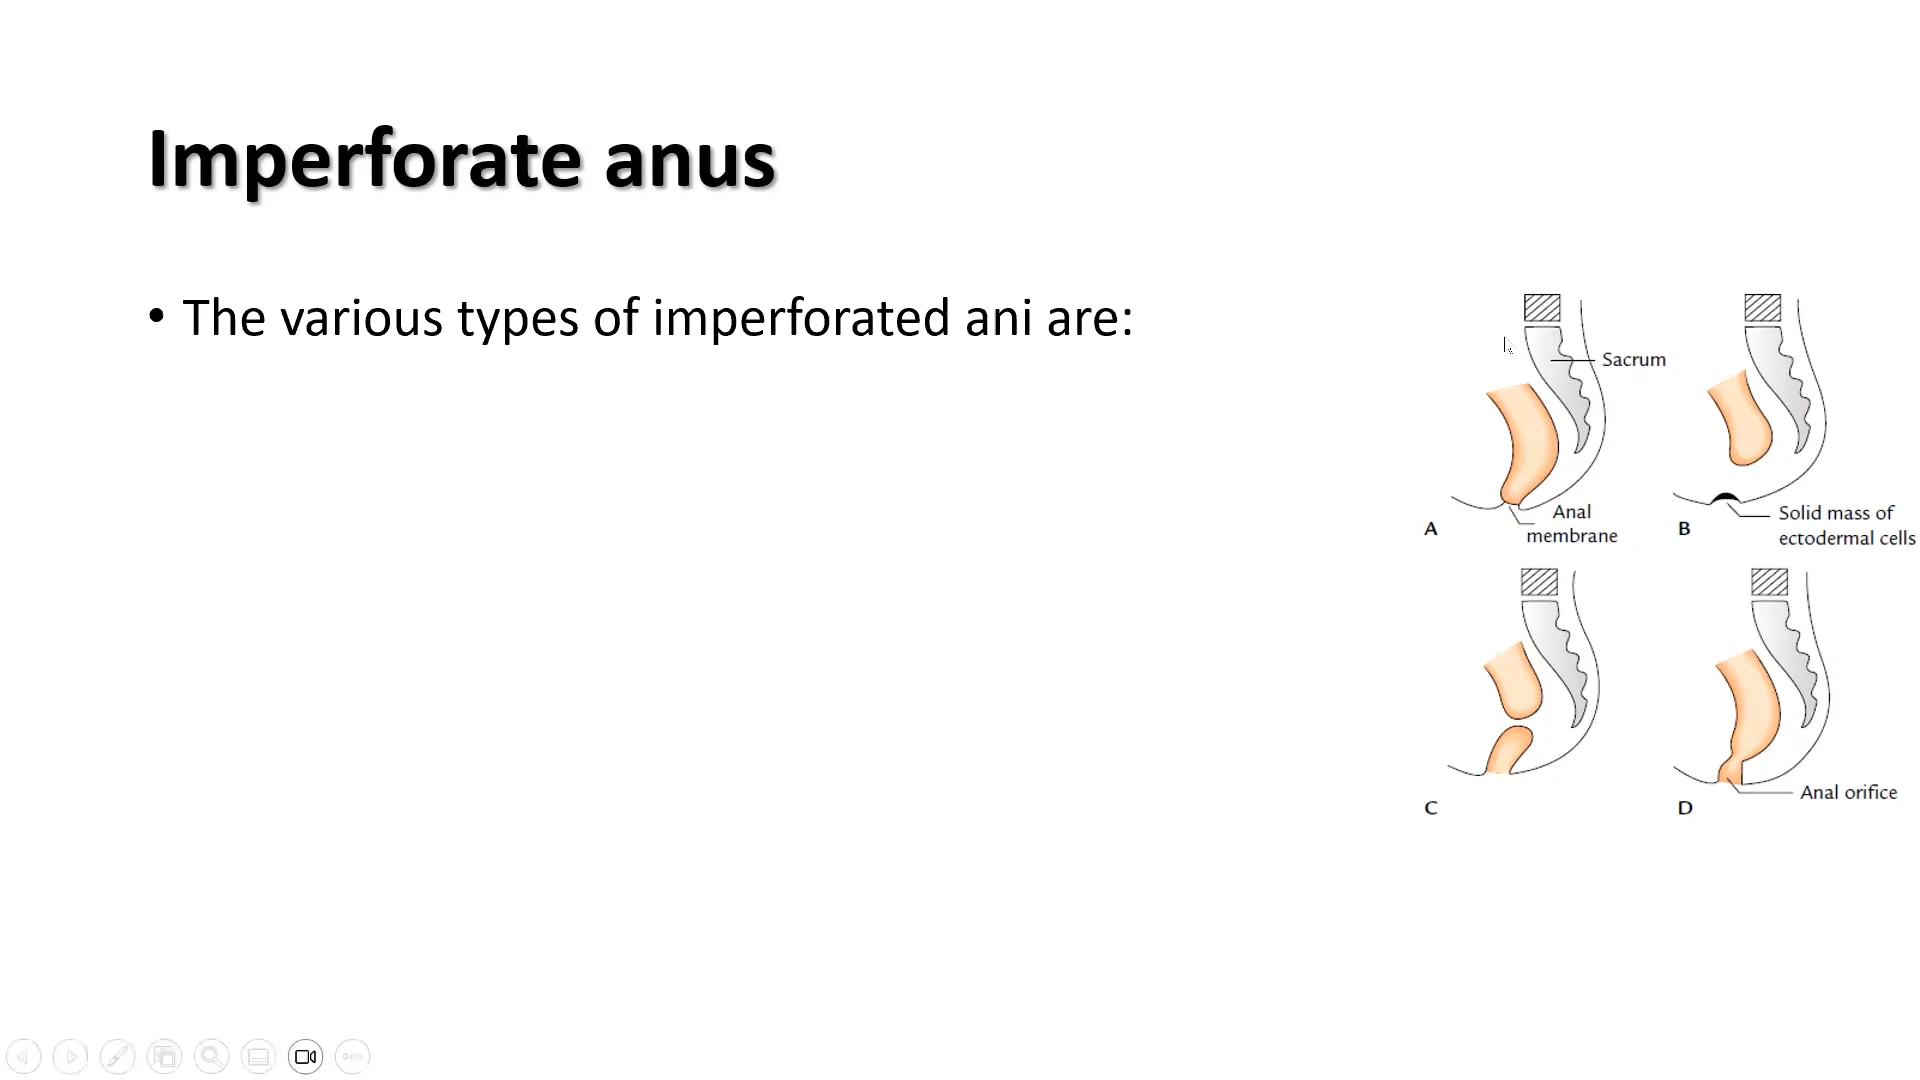 Imperforate anus
• The various types of imperforated ani are:
Sacrum
Anal
membrane
A
Solid mass of
ectodermal cells
B
C
Anal orifice
D